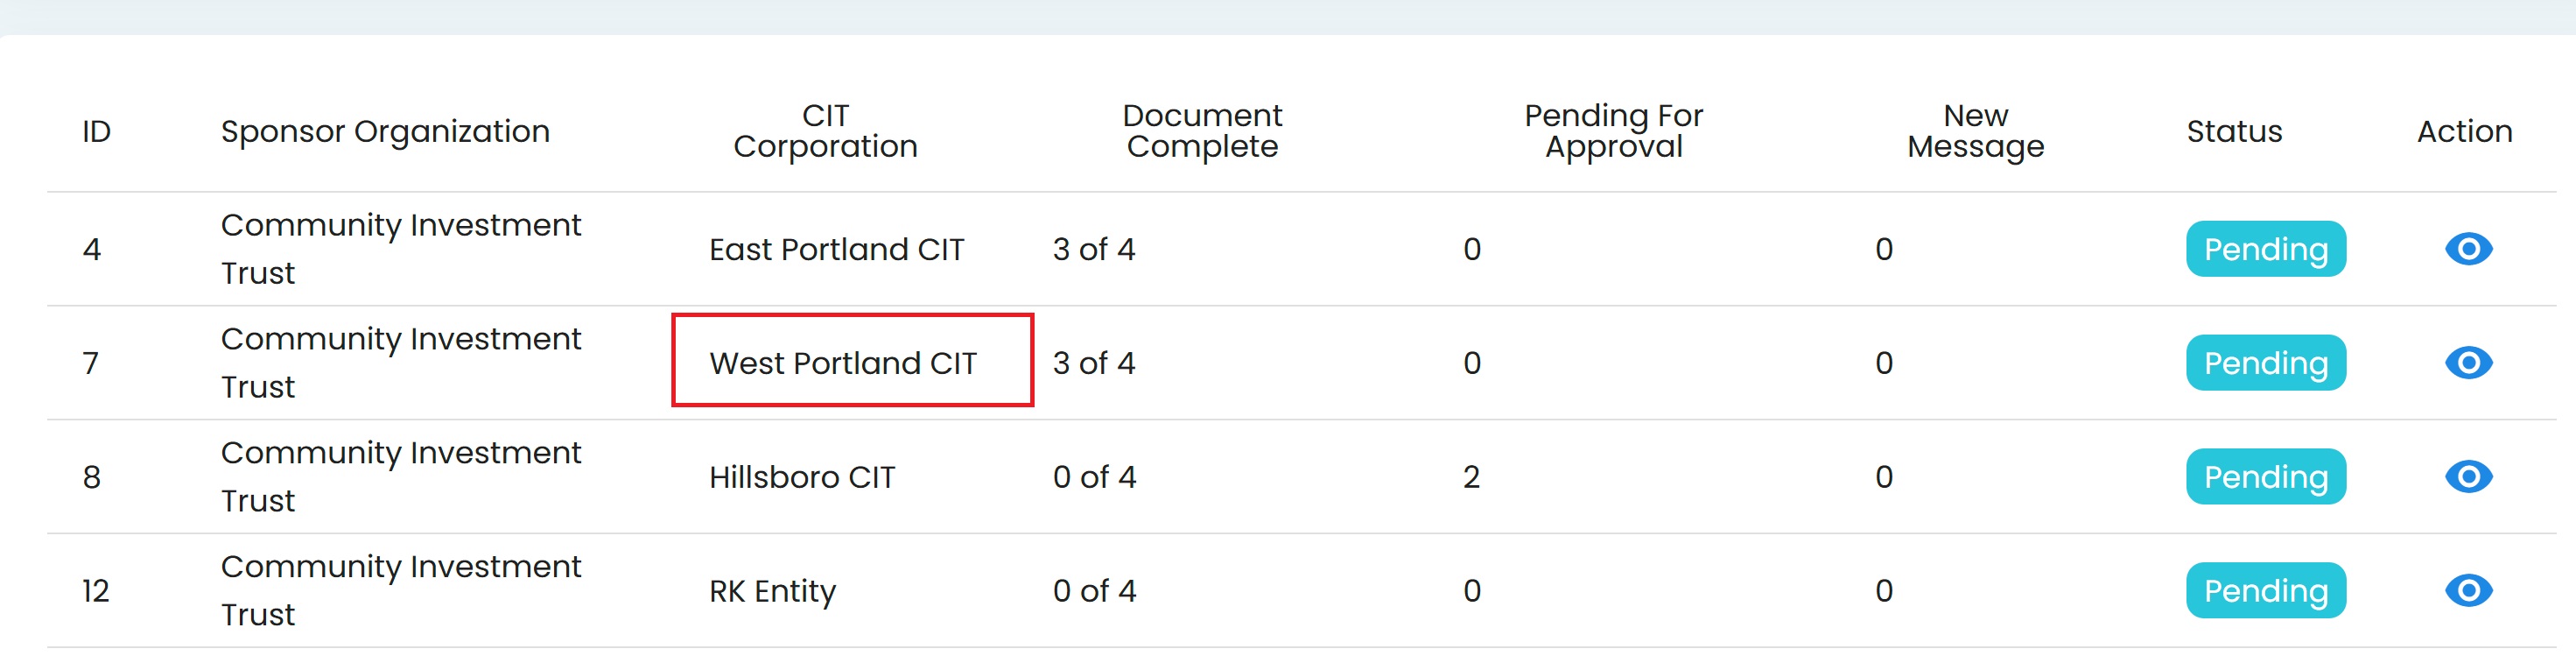 ID Sponsor Organization CIT Corporation Document Complete Pending For Approval New Message Status Action
4 Community Investment Trust East Portland CIT 3 of 4 0 0 Pending
7 Community Investment Trust West Portland CIT 3 of 4 0 0 Pending
8 Community Investment Trust Hillsboro CIT 0 of 4 2 0 Pending
12 Community Investment Trust RK Entity 0 of 4 0 0 Pending